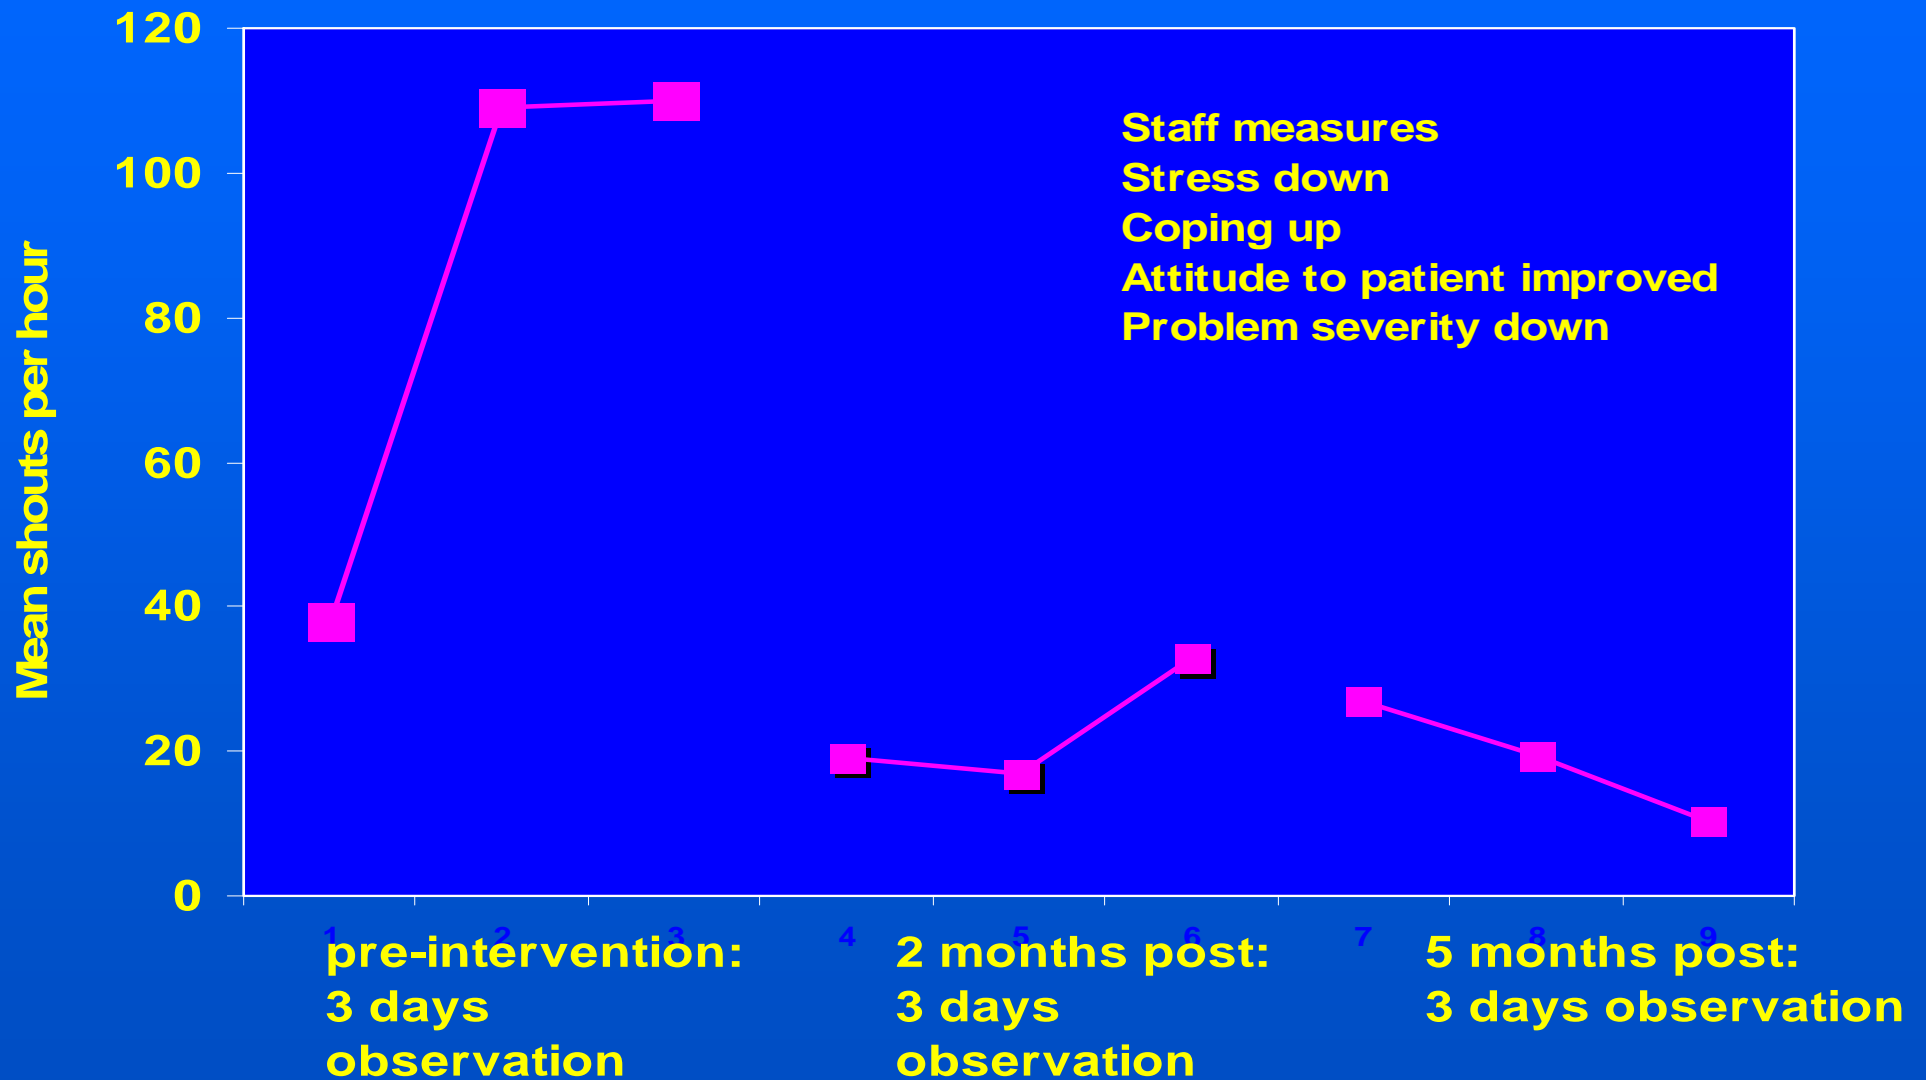 120
100
80
60
40
20
0
Mean shouts per hour
Staff measures
Stress down
Coping up
Attitude to patient improved
Problem severity down
1 2 3 4 5 6 7 8 9
pre-intervention:
3 days
observation
2 months post:
3 days
observation
5 months post:
3 days observation